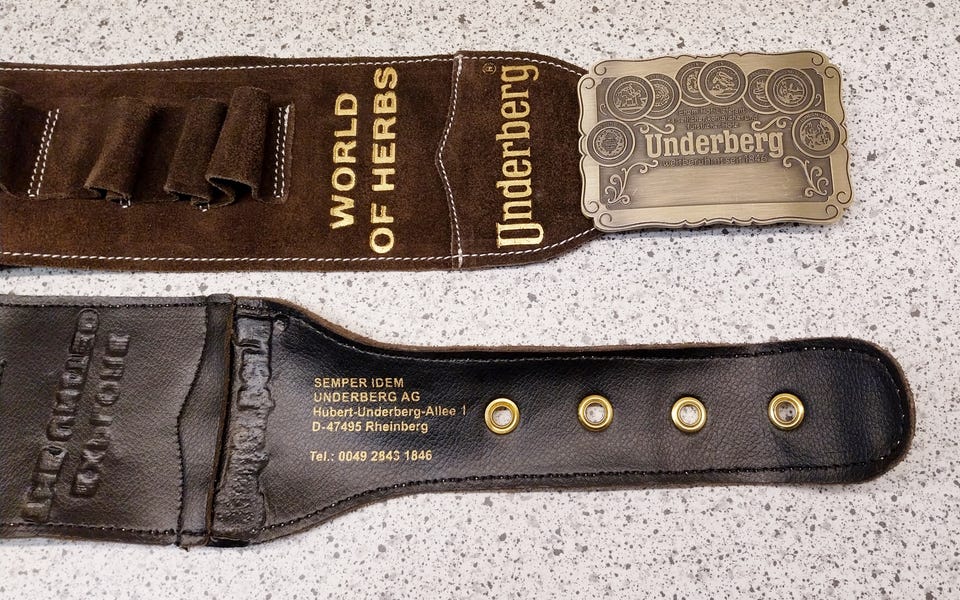 WORLD
OF HERBS
Underberg®
Underberg
weltberühmt seit 1846
SEMPER IDEM
UNDERBERG AG
Hubert-Underberg-Allee 1
D-47495 Rheinberg
Tel.: 0049 2843 1846